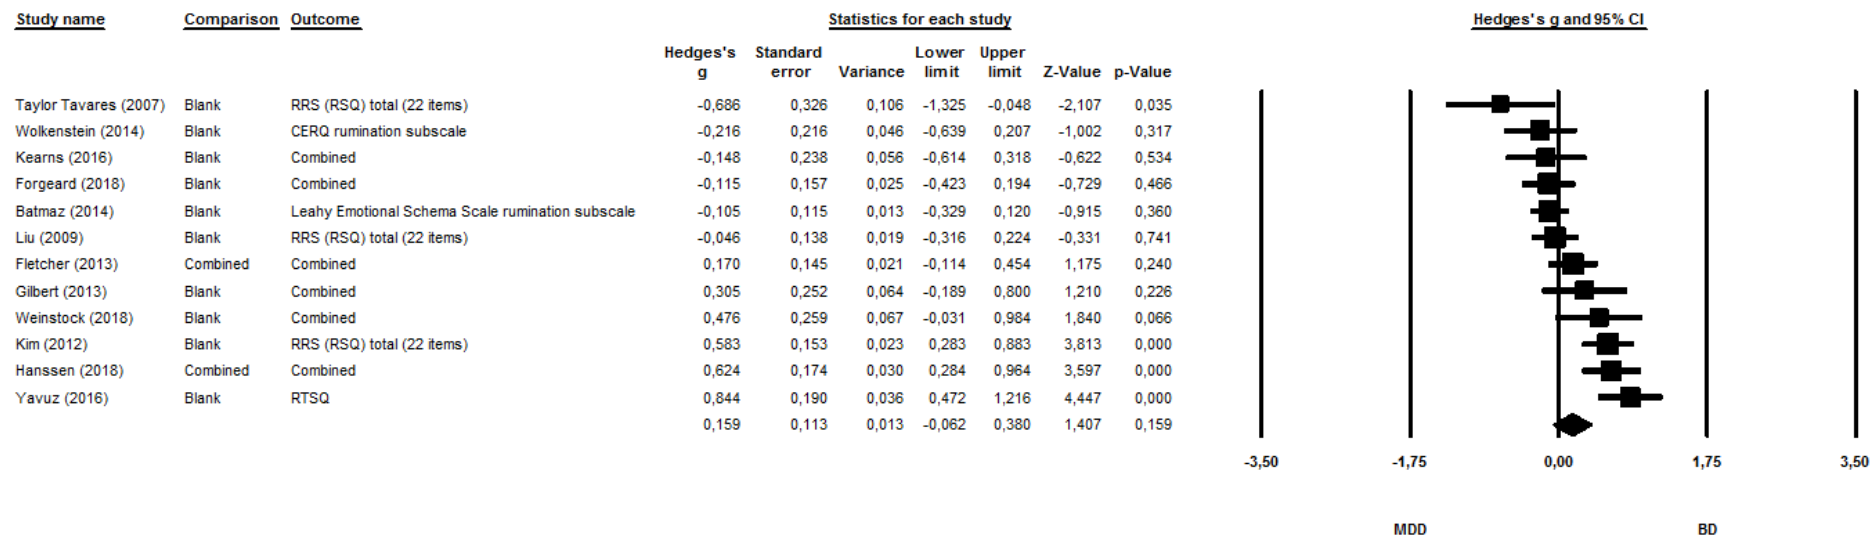 Study name Comparison Outcome Statistics for each study Hedges's g and 95% CI
Hedges's Standard Lower Upper
g error Variance limit limit Z-Value p-Value
Taylor Tavares (2007) Blank RRS (RSQ) total (22 items) -0,686 0,326 0,106 -1,325 -0,048 -2,107 0,035
Wolkenstein (2014) Blank CERQ rumination subscale -0,216 0,216 0,046 -0,639 0,207 -1,002 0,317
Kearns (2016) Blank Combined -0,148 0,238 0,056 -0,614 0,318 -0,622 0,534
Forgeard (2018) Blank Combined -0,115 0,157 0,025 -0,423 0,194 -0,729 0,466
Batmaz (2014) Blank Leahy Emotional Schema Scale rumination subscale -0,105 0,115 0,013 -0,329 0,120 -0,915 0,360
Liu (2009) Blank RRS (RSQ) total (22 items) -0,046 0,138 0,019 -0,316 0,224 -0,331 0,741
Fletcher (2013) Combined Combined 0,170 0,145 0,021 -0,114 0,454 1,175 0,240
Gilbert (2013) Blank Combined 0,305 0,252 0,064 -0,189 0,800 1,210 0,226
Weinstock (2018) Blank Combined 0,476 0,259 0,067 -0,031 0,984 1,840 0,066
Kim (2012) Blank RRS (RSQ) total (22 items) 0,583 0,153 0,023 0,283 0,883 3,813 0,000
Hanssen (2018) Combined Combined 0,624 0,174 0,030 0,284 0,964 3,597 0,000
Yavuz (2016) Blank RTSQ 0,844 0,190 0,036 0,472 1,216 4,447 0,000
0,159 0,113 0,013 -0,062 0,380 1,407 0,159
-3,50 -1,75 0,00 1,75 3,50
MDD BD